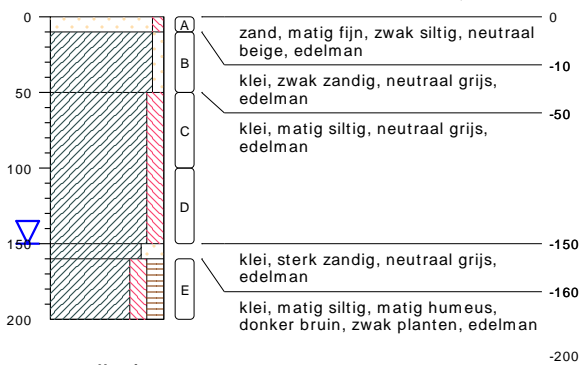 0
A
0
zand, matig fijn, zwak siltig, neutraal
beige, edelman
-10
B
klei, zwak zandig, neutraal grijs,
edelman
50
-50
C
klei, matig siltig, neutraal grijs,
edelman
100
D
150
-150
klei, sterk zandig, neutraal grijs,
edelman
-160
E
klei, matig siltig, matig humeus,
donker bruin, zwak planten, edelman
200
-200